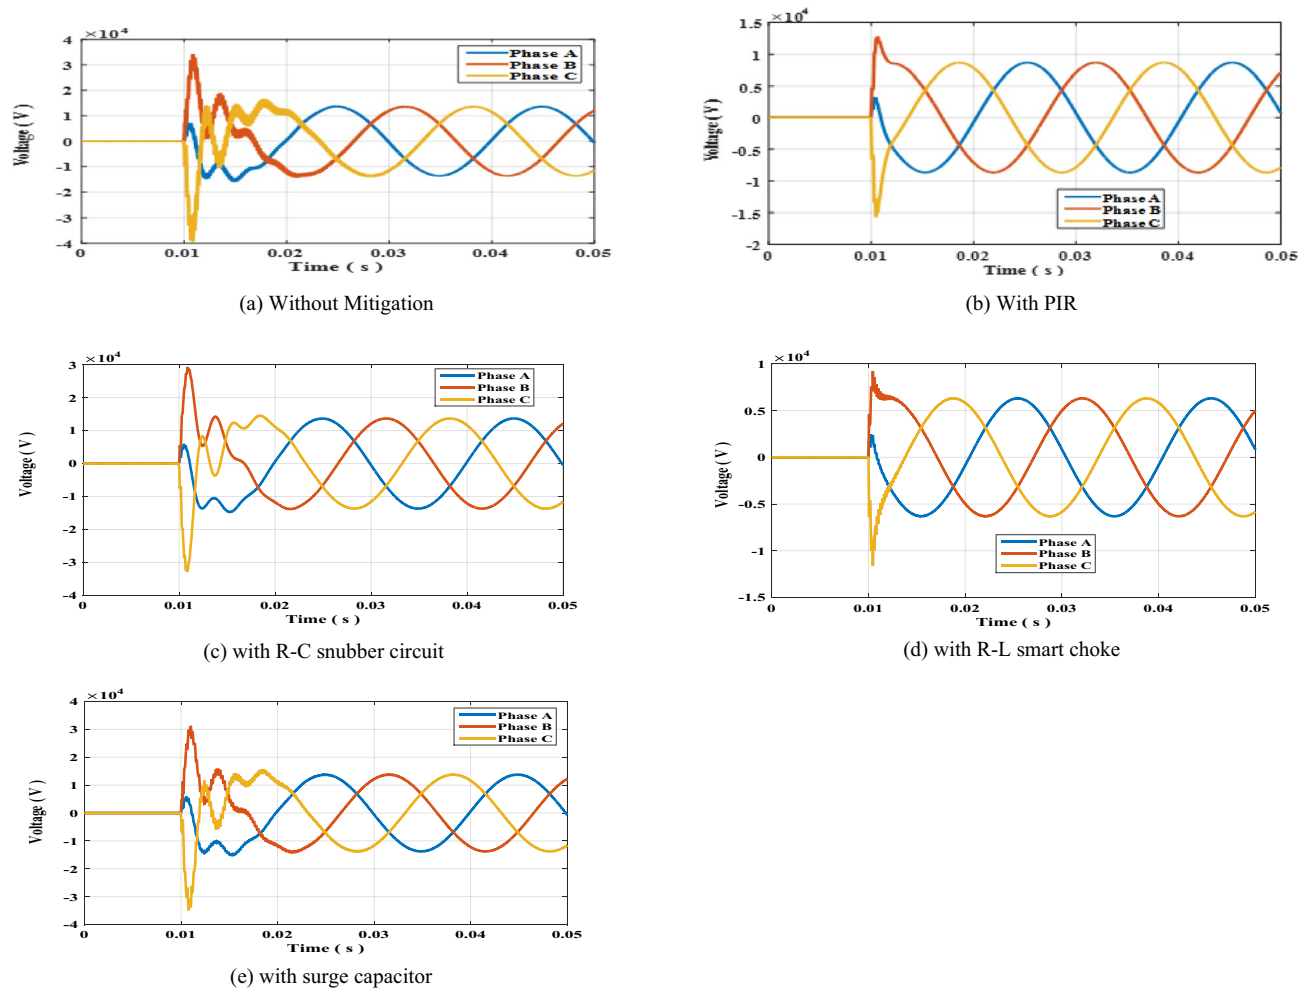 ×10⁴
4
3
2
1
0
-1
-2
-3
-4
Voltage ( V )
Phase A
Phase B
Phase C
0 0.01 0.02 0.03 0.04 0.05
Time ( s )
(a) Without Mitigation
×10⁴
1.5
1
0.5
0
-0.5
-1
-1.5
-2
Voltage ( V )
Phase A
Phase B
Phase C
0 0.01 0.02 0.03 0.04 0.05
Time ( s )
(b) With PIR
×10⁴
3
2
1
0
-1
-2
-3
-4
Voltage ( V )
Phase A
Phase B
Phase C
0 0.01 0.02 0.03 0.04 0.05
Time ( s )
(c) with R-C snubber circuit
×10⁴
1
0.5
0
-0.5
-1
-1.5
Voltage ( V )
Phase A
Phase B
Phase C
0 0.01 0.02 0.03 0.04 0.05
Time ( s )
(d) with R-L smart choke
×10⁴
4
3
2
1
0
-1
-2
-3
-4
Voltage ( V )
Phase A
Phase B
Phase C
0 0.01 0.02 0.03 0.04 0.05
Time ( s )
(e) with surge capacitor